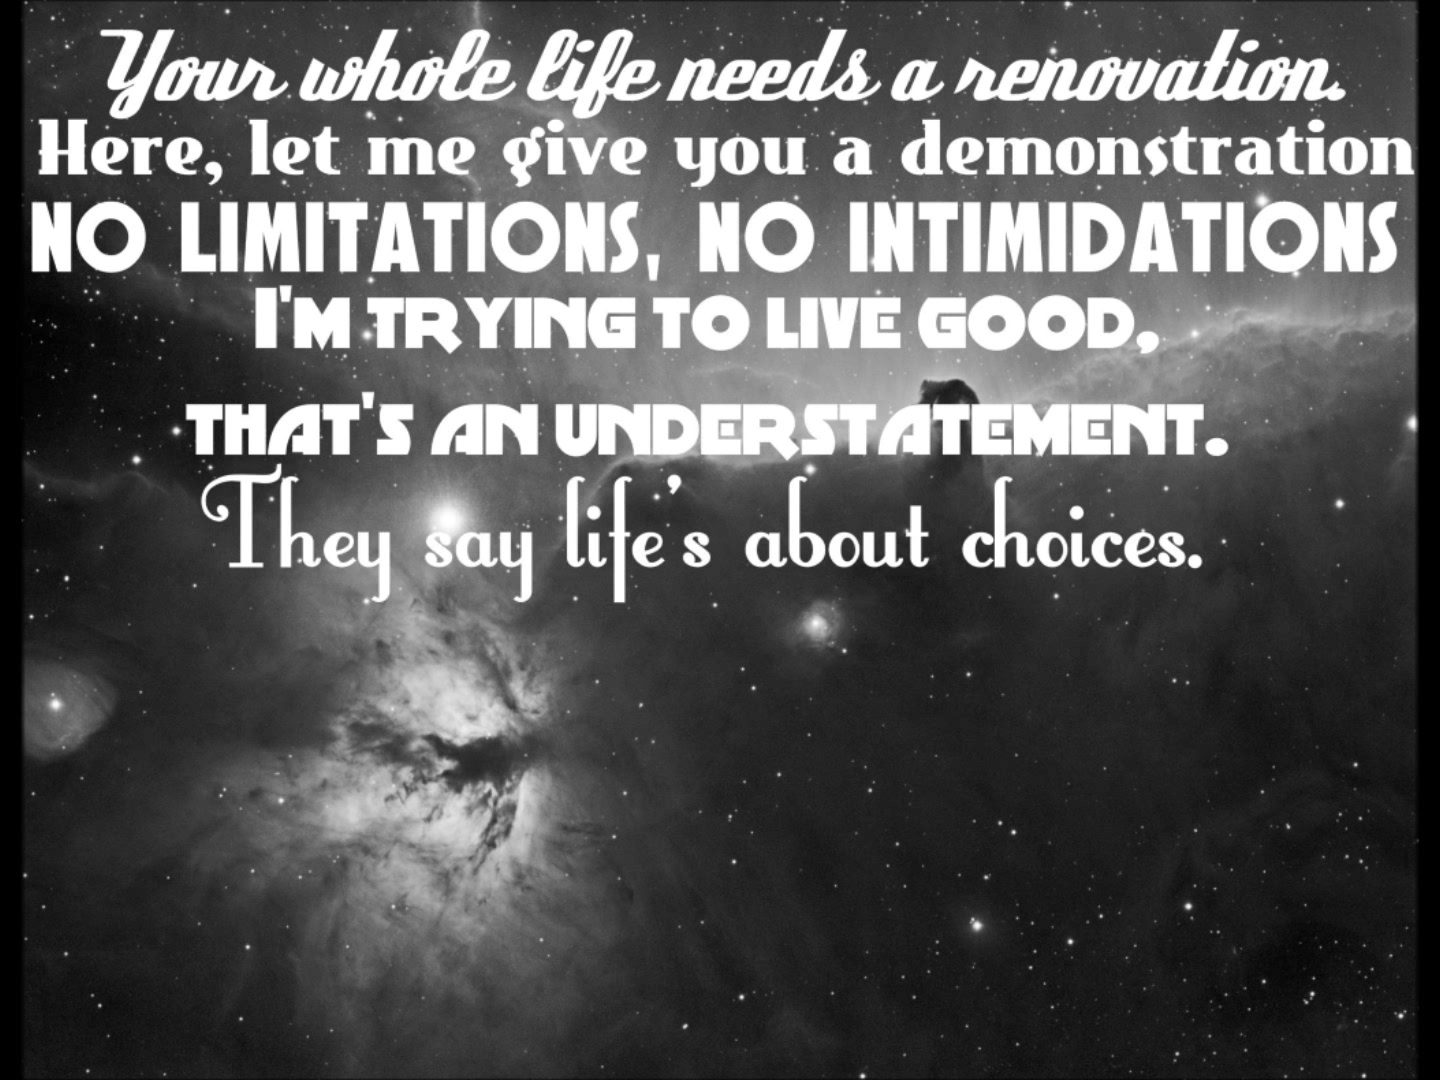 Your whole life needs a renovation.
Here, let me give you a demonstration
NO LIMITATIONS, NO INTIMIDATIONS
I'M TRYING TO LIVE GOOD,
THAT'S AN UNDERSTATEMENT.
They say life's about choices.